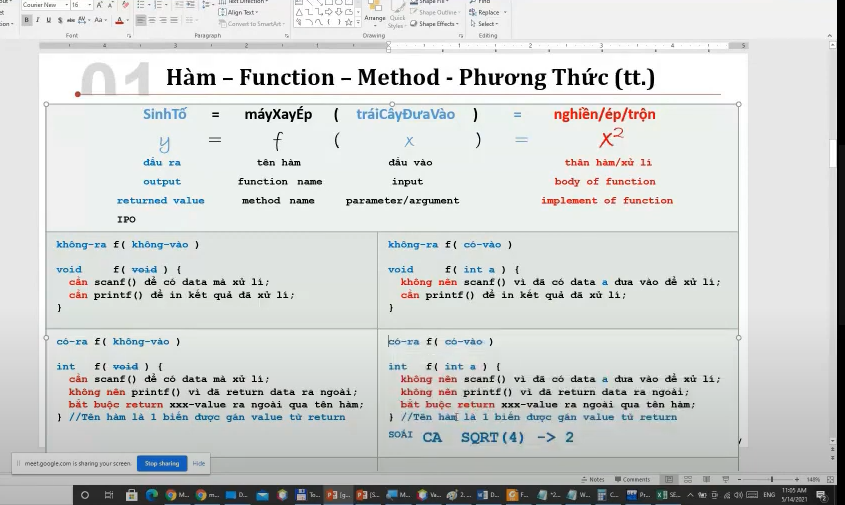 Courier New
16
Font
Paragraph
Text Direction
Align Text
Convert to SmartArt
Arrange
Quick
Styles
Shape Fill
Shape Outline
Shape Effects
Drawing
Find
Replace
Select
Editing
01
Hàm – Function – Method - Phương Thức (tt.)
SinhTố = máyXayÉp ( tráiCâyĐưaVào ) = nghiền/ép/trộn
y = f ( x ) = x²
đầu ra tên hàm đầu vào thân hàm/xử lí
output function name input body of function
returned value method name parameter/argument implement of function
IPO
không-ra f( không-vào )
void f( void ) {
cần scanf() để có data mà xử lí;
cần printf() để in kết quả đã xử lí;
}
không-ra f( có-vào )
void f( int a ) {
không nên scanf() vì đã có data a đưa vào để xử lí;
cần printf() để in kết quả đã xử lí;
}
có-ra f( không-vào )
int f( void ) {
cần scanf() để có data mà xử lí;
không nên printf() vì đã return data ra ngoài;
bắt buộc return xxx-value ra ngoài qua tên hàm;
} //Tên hàm là 1 biến được gán value từ return
có-ra f( có-vào )
int f( int a ) {
không nên scanf() vì đã có data a đưa vào để xử lí;
không nên printf() vì đã return data ra ngoài;
bắt buộc return xxx-value ra ngoài qua tên hàm;
} //Tên hàm là 1 biến được gán value từ return
SOÁI CA SQRT(4) -> 2
meet.google.com is sharing your screen.
Stop sharing
Hide
Notes
Comments
148%
ENG
11:05 AM
5/14/2021